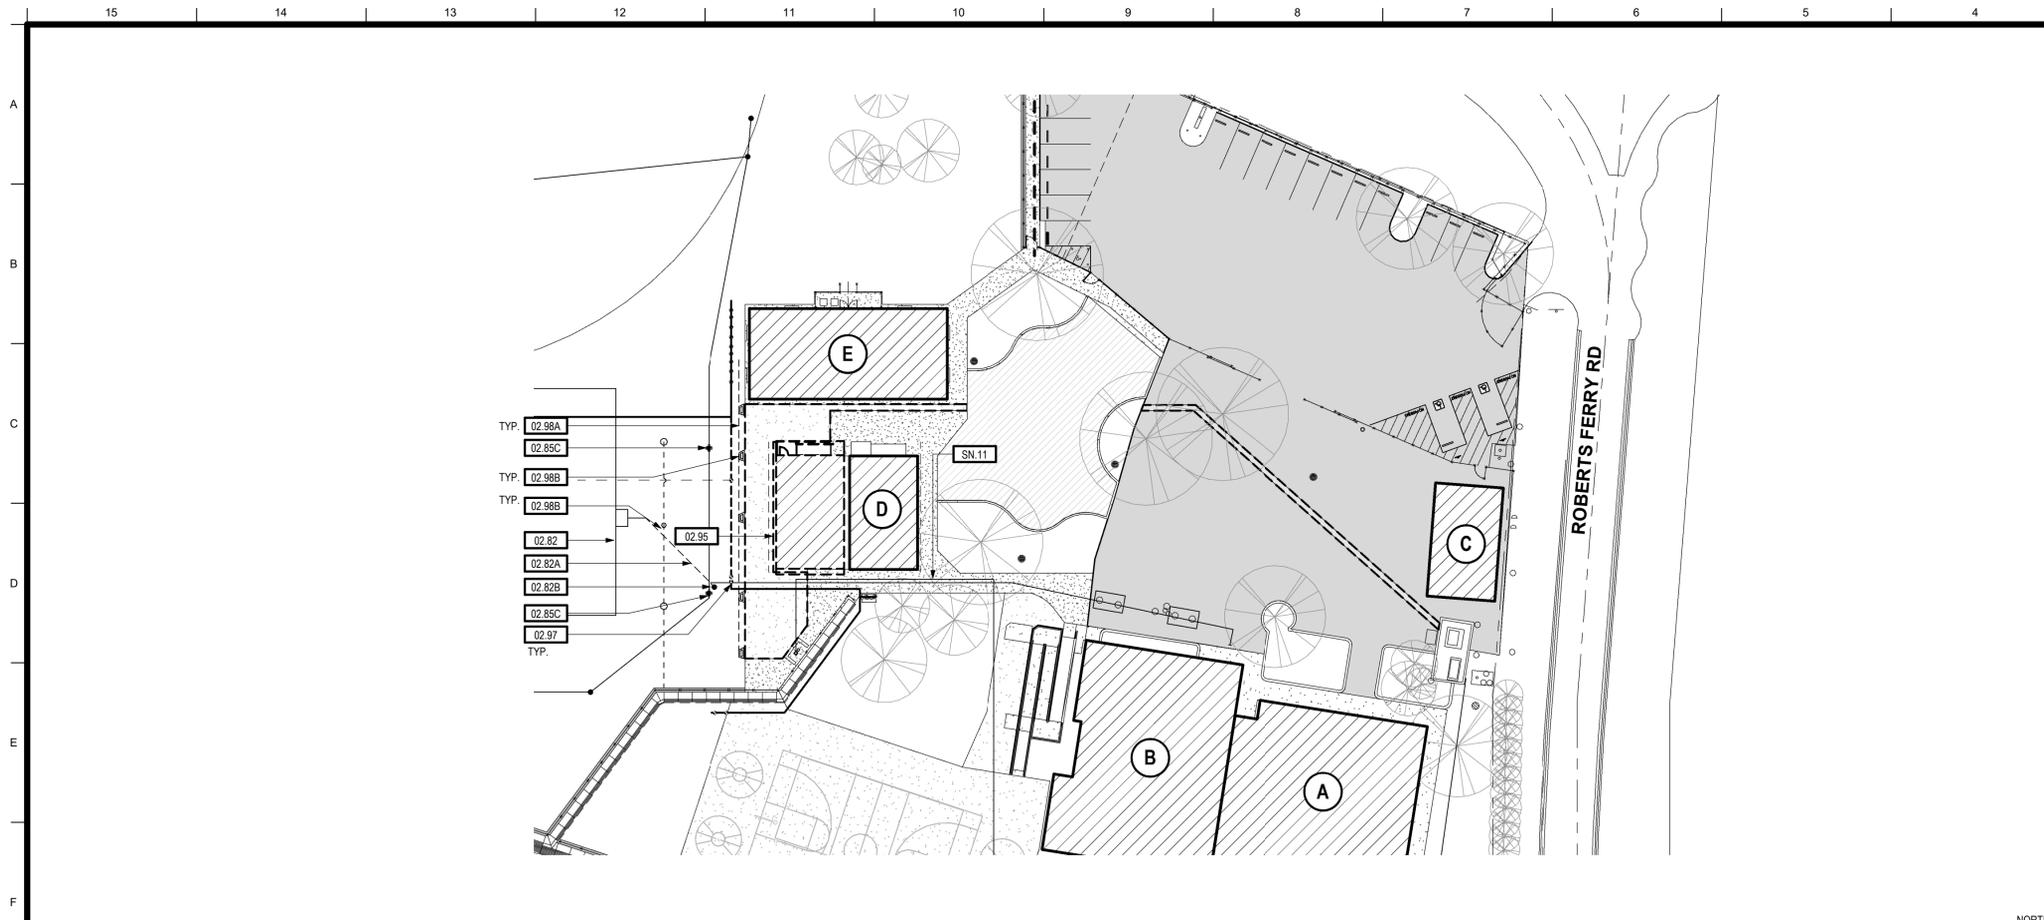 15 14 13 12 11 10 9 8 7 6 5 4
A
B
E
TYP. 02.98A
C
02.85C
SN.11
TYP. 02.98B
TYP.
02.98B
D
ROBERTS FERRY RD
02.82
02.95
C
02.82A
D
02.82B
02.85C
02.97
TYP.
E
B
A
F